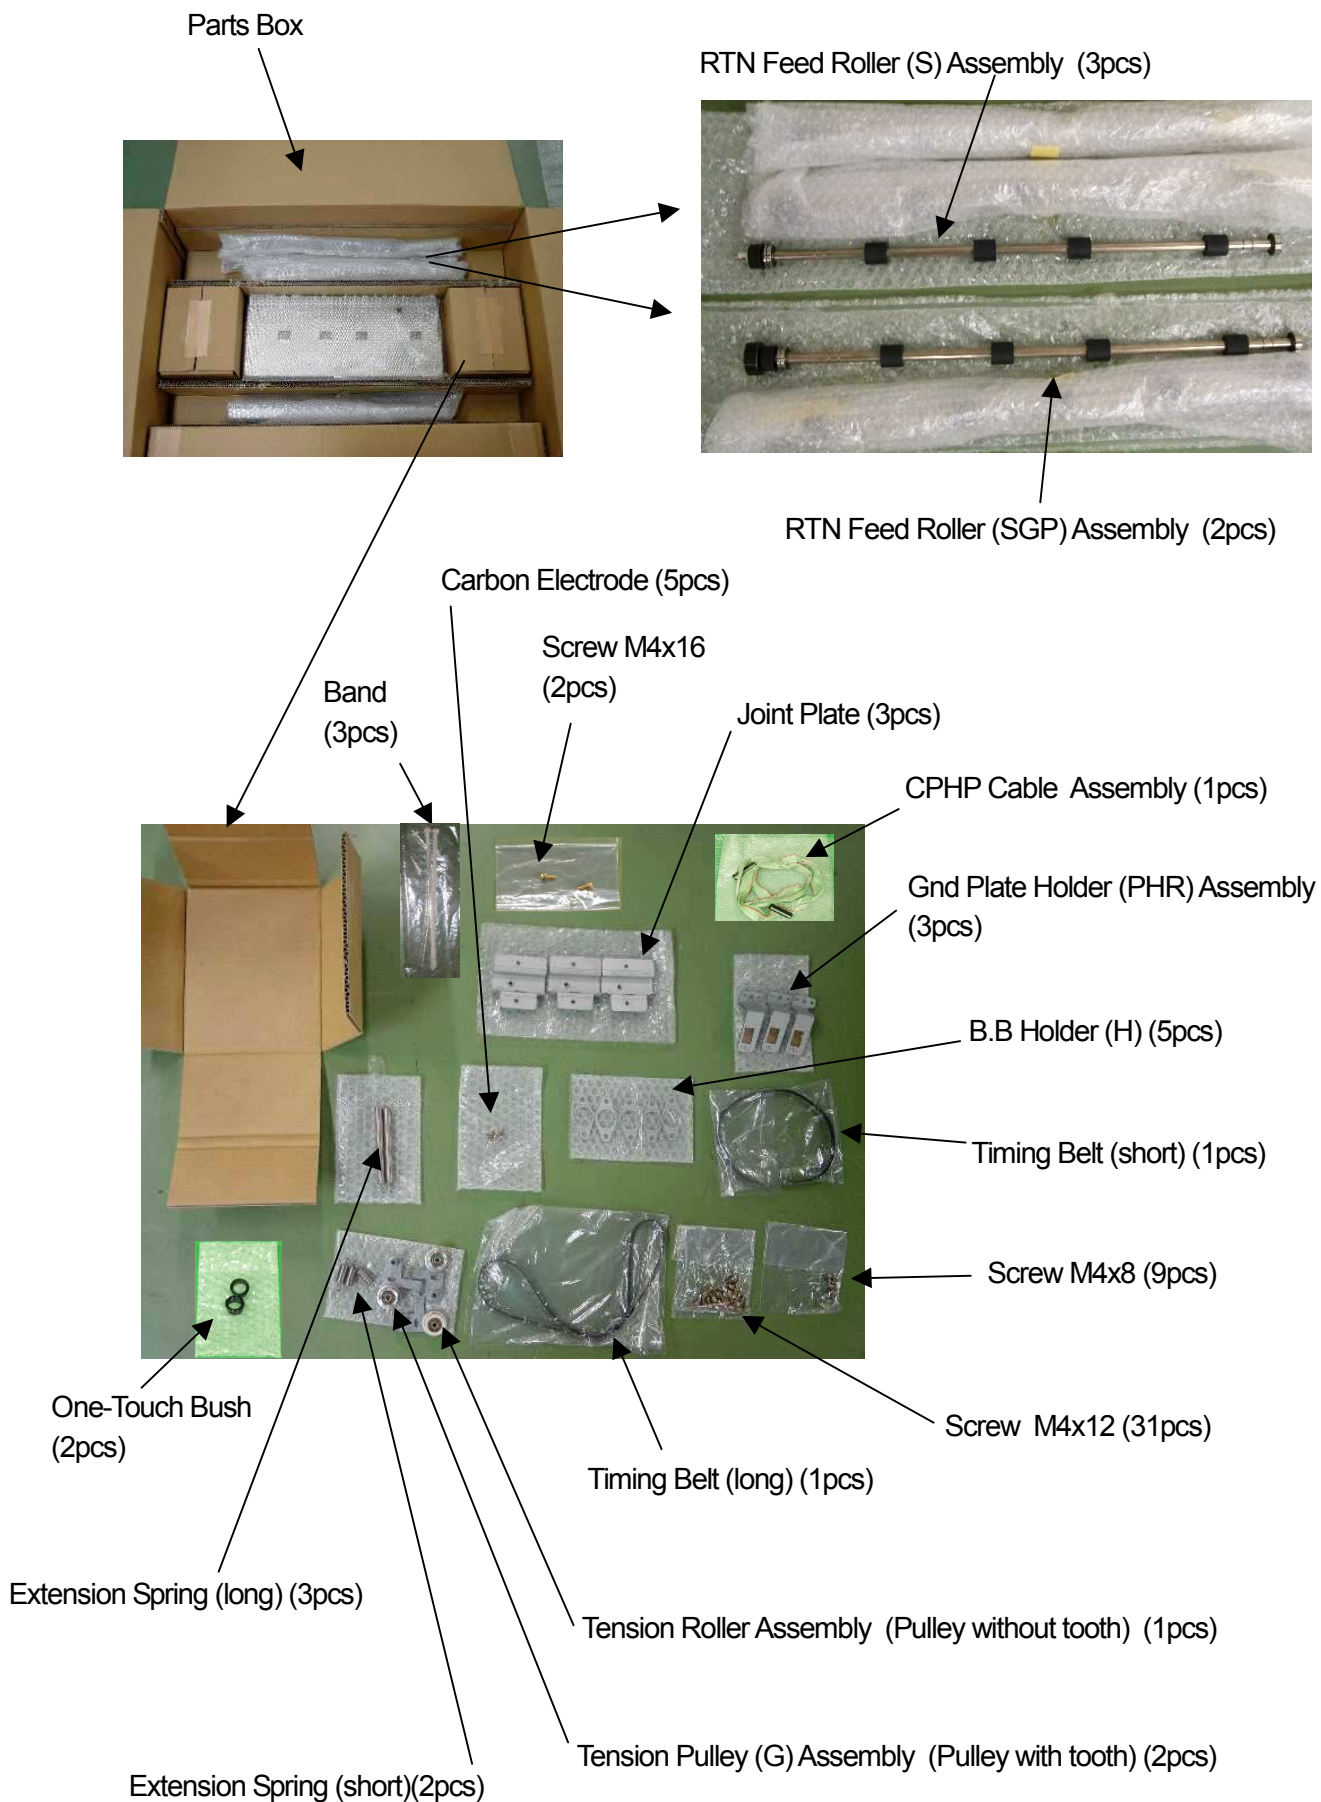 Parts Box
RTN Feed Roller (S) Assembly (3pcs)
RTN Feed Roller (SGP) Assembly (2pcs)
Carbon Electrode (5pcs)
Screw M4x16
(2pcs)
Band
(3pcs)
Joint Plate (3pcs)
CPHP Cable Assembly (1pcs)
Gnd Plate Holder (PHR) Assembly
(3pcs)
B.B Holder (H) (5pcs)
Timing Belt (short) (1pcs)
Screw M4x8 (9pcs)
One-Touch Bush
(2pcs)
Screw M4x12 (31pcs)
Timing Belt (long) (1pcs)
Extension Spring (long) (3pcs)
Tension Roller Assembly (Pulley without tooth) (1pcs)
Tension Pulley (G) Assembly (Pulley with tooth) (2pcs)
Extension Spring (short)(2pcs)